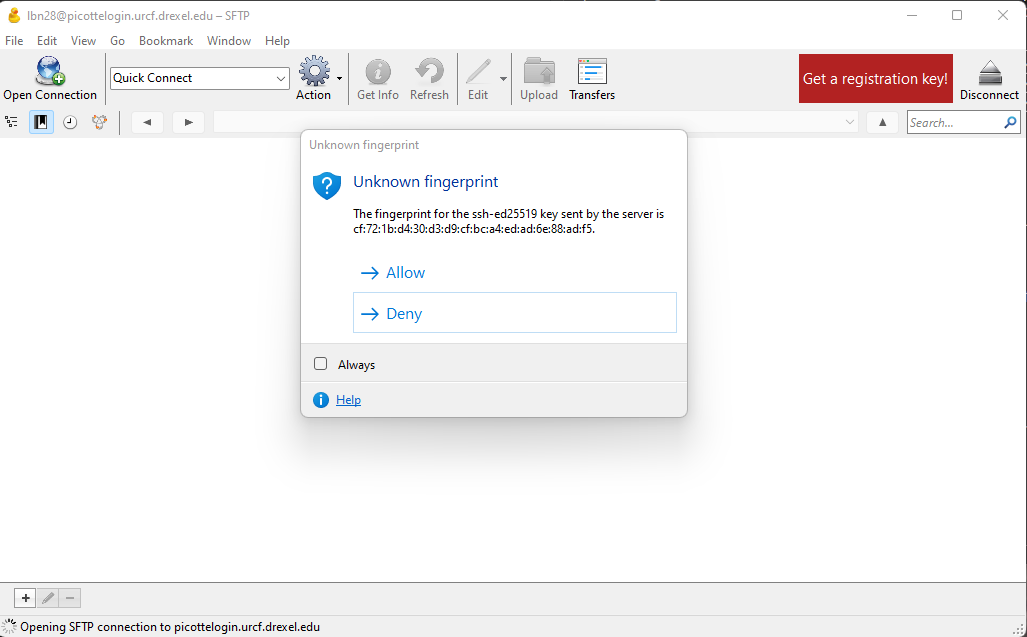 lbn28@picottelogin.urcf.drexel.edu – SFTP
File Edit View Go Bookmark Window Help
Open Connection
Quick Connect
Action
Get Info
Refresh
Edit
Upload
Transfers
Get a registration key!
Disconnect
Search...
Unknown fingerprint
Unknown fingerprint
The fingerprint for the ssh-ed25519 key sent by the server is
cf:72:1b:d4:30:d3:d9:cf:bc:a4:ed:ad:6e:88:ad:f5.
Allow
Deny
Always
Help
Opening SFTP connection to picottelogin.urcf.drexel.edu